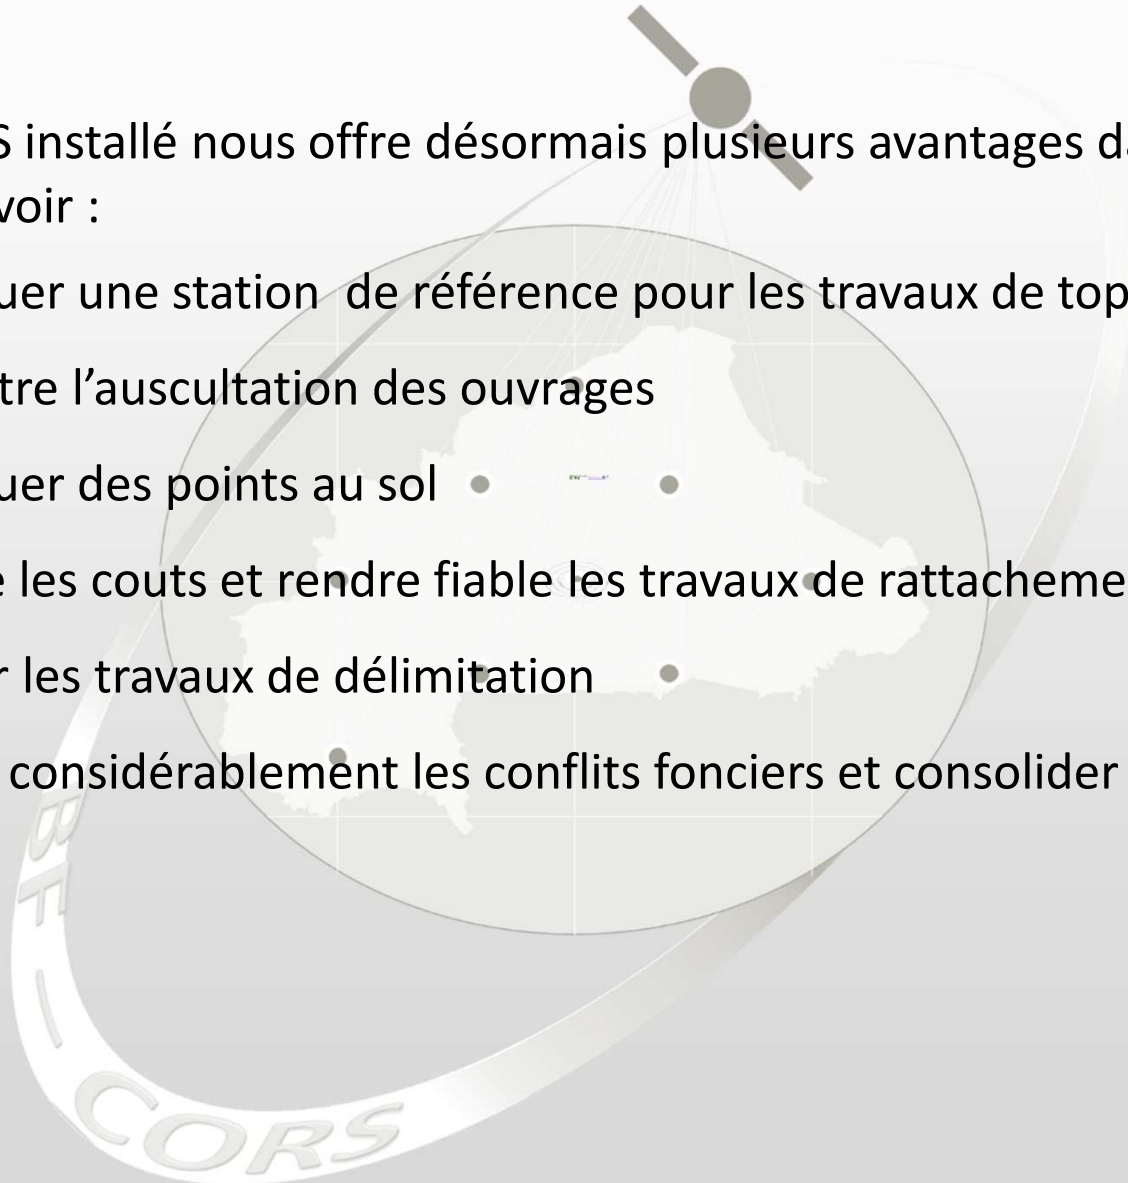 S installé nous offre désormais plusieurs avantages da
voir :
uer une station de référence pour les travaux de top
tre l’auscultation des ouvrages
uer des points au sol
e les couts et rendre fiable les travaux de rattacheme
r les travaux de délimitation
considérablement les conflits fonciers et consolider
BF-CORS